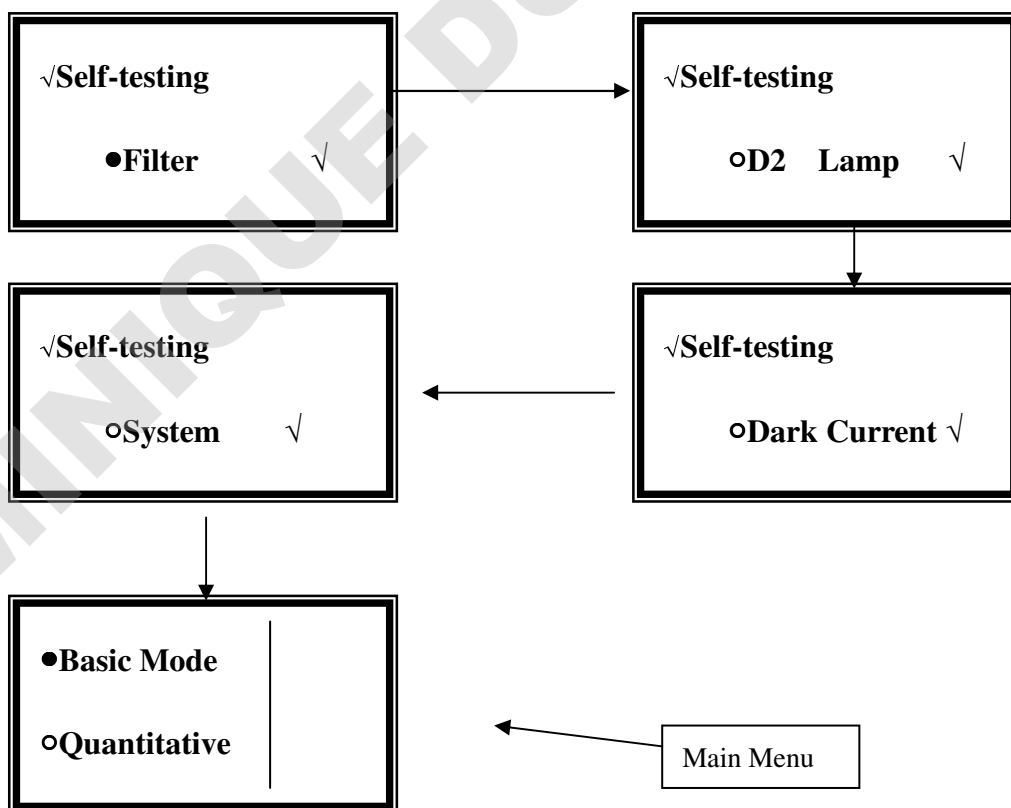 √Self-testing
●Filter √
√Self-testing
○D2 Lamp √
√Self-testing
○System √
√Self-testing
○Dark Current √
●Basic Mode
○Quantitative
Main Menu